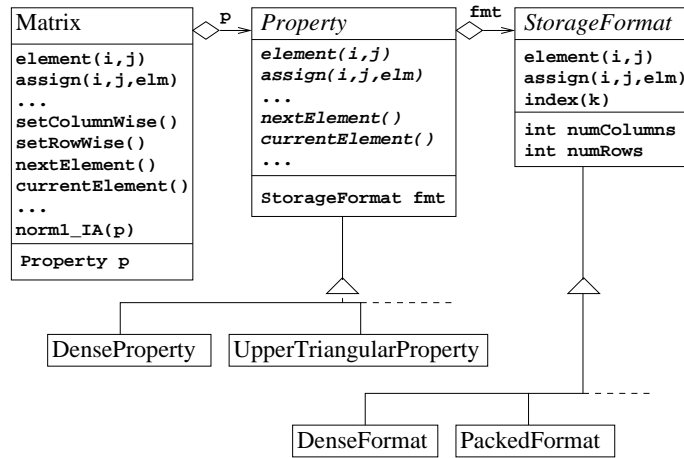 Matrix
element(i,j)
assign(i,j,elm)
...
setColumnWise()
setRowWise()
nextElement()
currentElement()
...
norm1_IA(p)
Property p
p
Property
element(i,j)
assign(i,j,elm)
...
nextElement()
currentElement()
...
StorageFormat fmt
fmt
StorageFormat
element(i,j)
assign(i,j,elm)
index(k)
int numColumns
int numRows
DenseProperty
UpperTriangularProperty
DenseFormat
PackedFormat